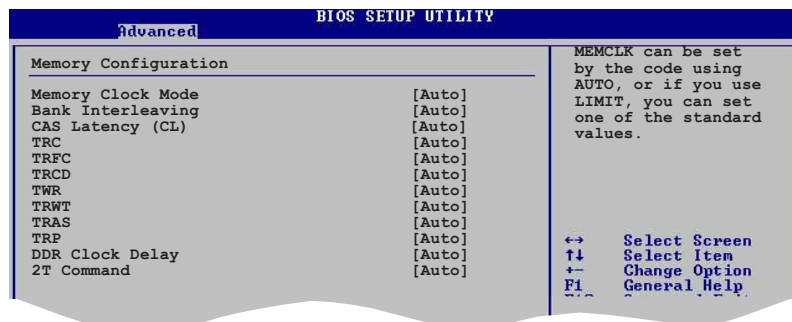 BIOS SETUP UTILITY
Advanced
Memory Configuration
Memory Clock Mode [Auto]
Bank Interleaving [Auto]
CAS Latency (CL) [Auto]
TRC [Auto]
TRFC [Auto]
TRCD [Auto]
TWR [Auto]
TRWT [Auto]
TRAS [Auto]
TRP [Auto]
DDR Clock Delay [Auto]
2T Command [Auto]
MEMCLK can be set
by the code using
AUTO, or if you use
LIMIT, you can set
one of the standard
values.
↔ Select Screen
↑↓ Select Item
+- Change Option
F1 General Help